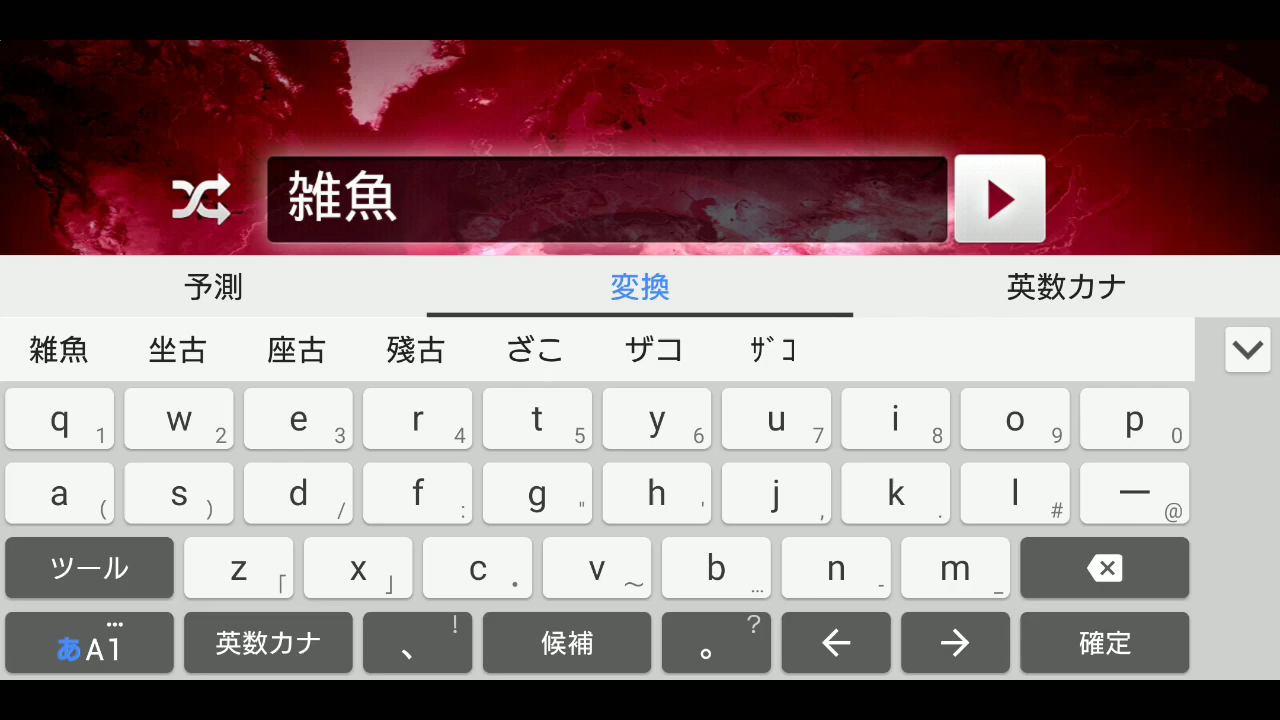 雑魚
予測 変換 英数カナ
雑魚 坐古 座古 殘古 ざこ ザコ ｻﾞｺ
q 1 w 2 e 3 r 4 t 5 y 6 u 7 i 8 o 9 p 0
a ( s ) d / f : g " h ' j , k . l # ー @
ツール z 「 x 」 c ・ v ～ b … n - m _
あA1 英数カナ 、 ! 候補 。 ? ← → 確定